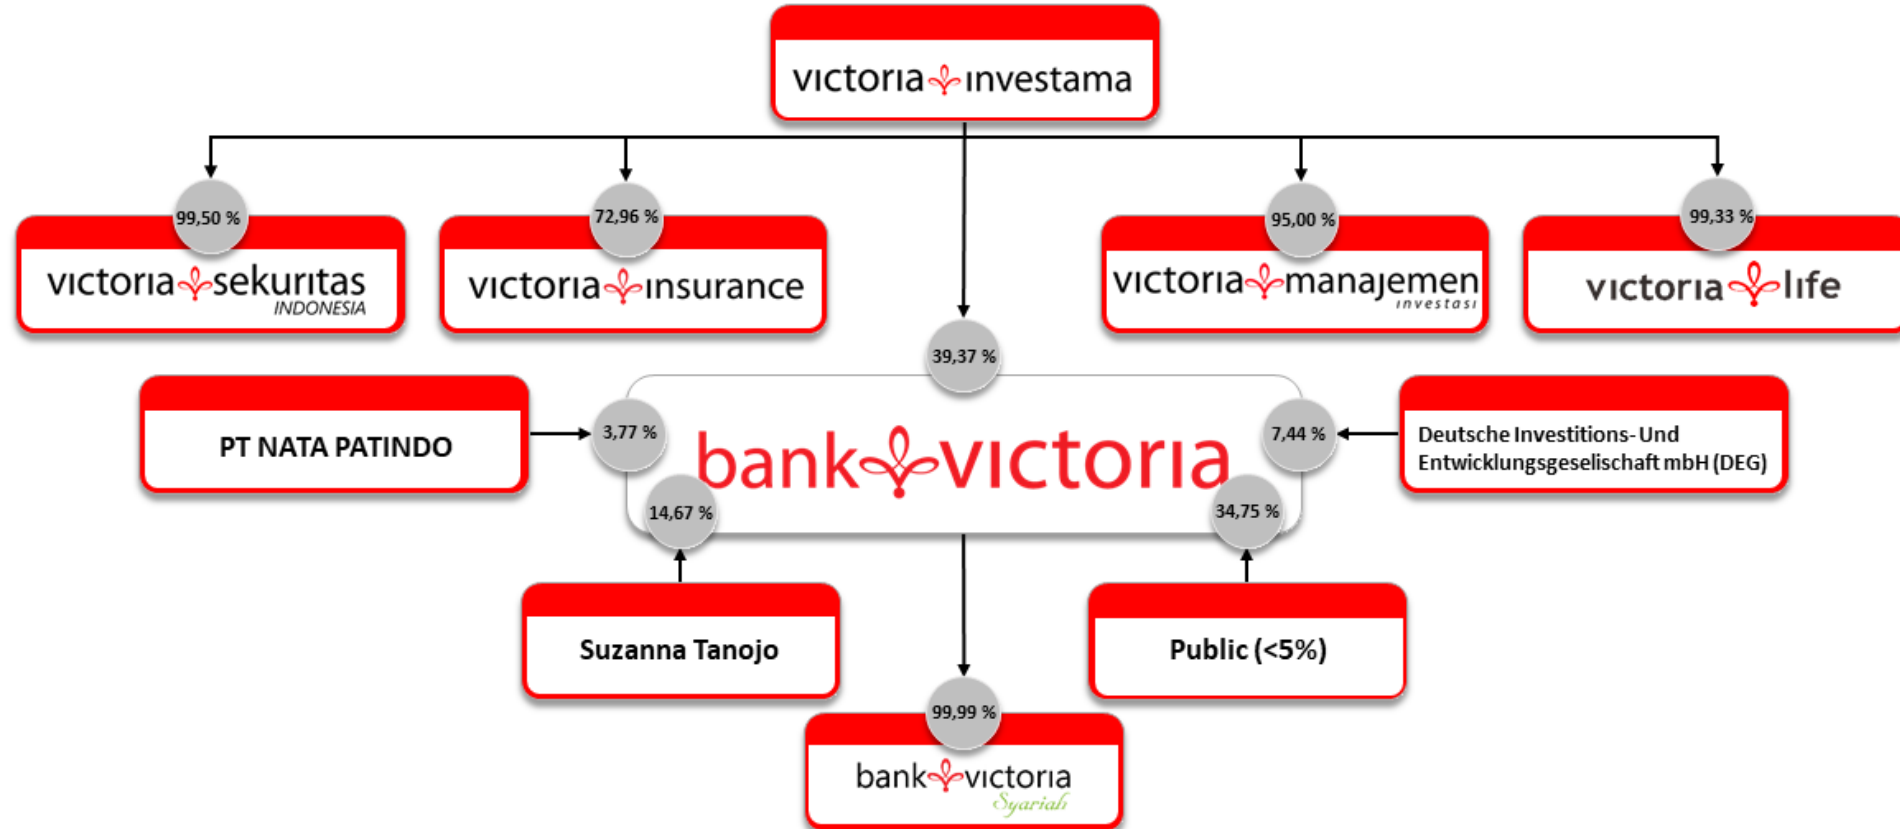 victoria investama
99,50 %
72,96 %
95,00 %
99,33 %
victoria sekuritas
INDONESIA
victoria insurance
victoria manajemen
investasi
victoria life
39,37 %
PT NATA PATINDO
3,77 %
bank victoria
7,44 %
Deutsche Investitions- Und
Entwicklungsgeselischaft mbH (DEG)
14,67 %
34,75 %
Suzanna Tanojo
Public (<5%)
99,99 %
bank victoria
Syariah